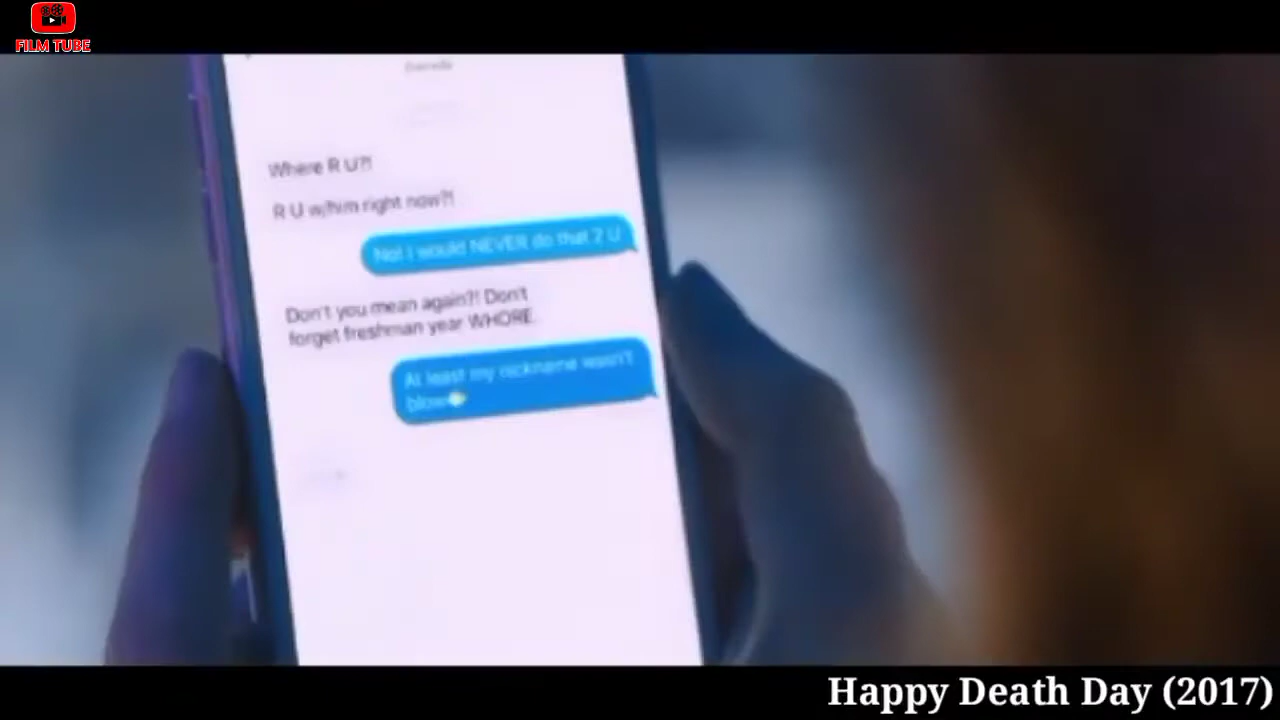 FILM TUBE
Danielle
Where R U?!
R U w/him right now?!
No! I would NEVER do that 2 U
Don't you mean again?! Don't
forget freshman year WHORE.
At least my nickname wasn't
blow
Happy Death Day (2017)